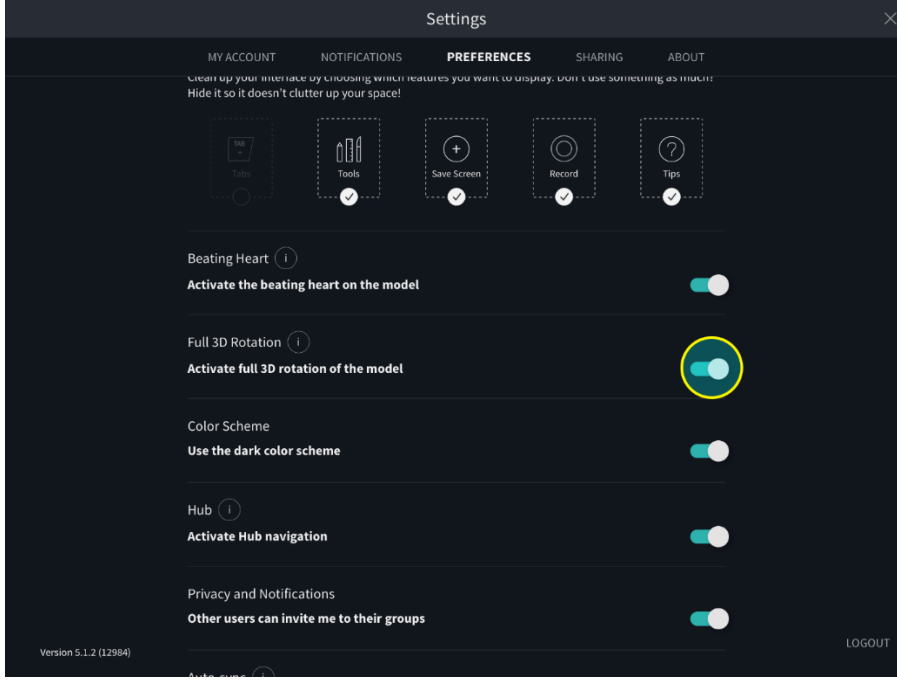 Settings
MY ACCOUNT NOTIFICATIONS PREFERENCES SHARING ABOUT
Clean up your interface by choosing which features you want to display. Don't use something as much?
Hide it so it doesn't clutter up your space!
TAB
Tabs Tools Save Screen Record Tips
Beating Heart i
Activate the beating heart on the model
Full 3D Rotation i
Activate full 3D rotation of the model
Color Scheme
Use the dark color scheme
Hub i
Activate Hub navigation
Privacy and Notifications
Other users can invite me to their groups
LOGOUT
Version 5.1.2 (12984)
Auto-sync i